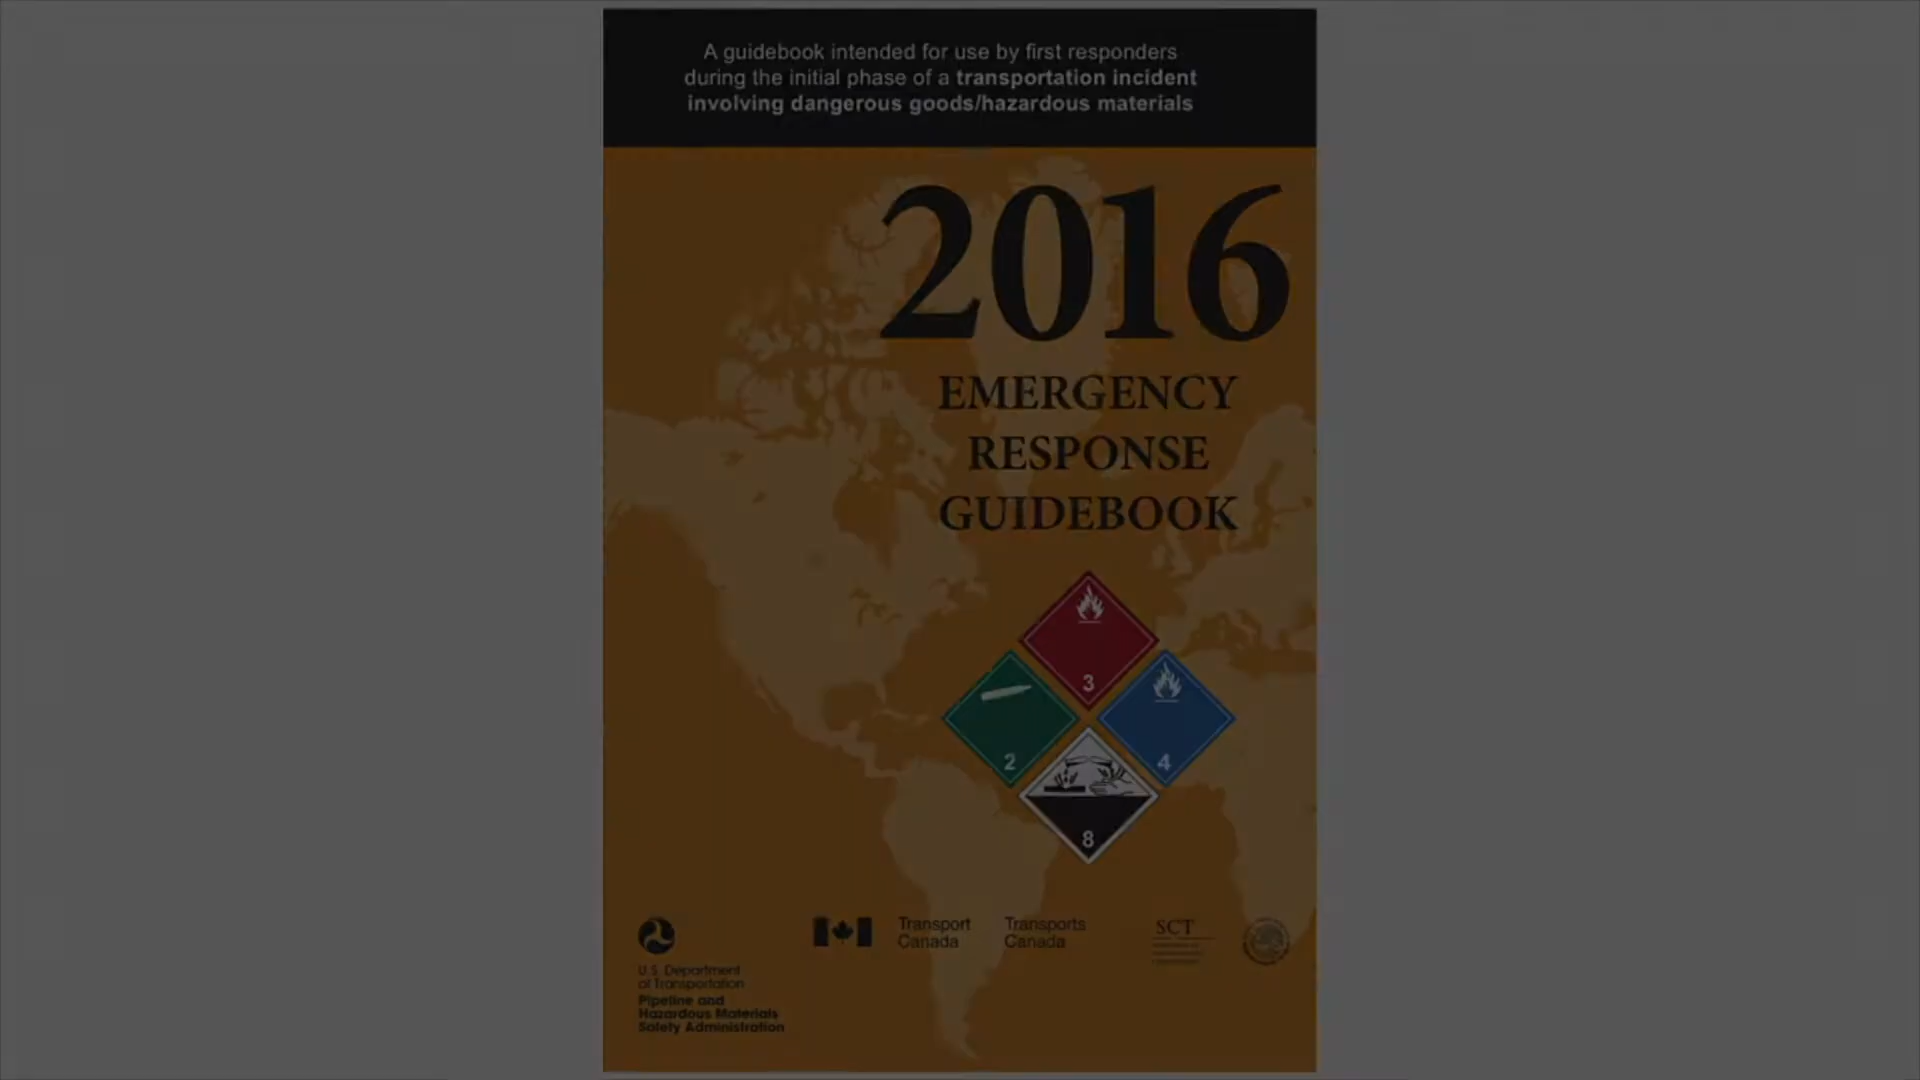 A guidebook intended for use by first responders
during the initial phase of a transportation incident
involving dangerous goods/hazardous materials
2016
EMERGENCY
RESPONSE
GUIDEBOOK
3
2
4
8
U.S. Department
of Transportation
Pipeline and
Hazardous Materials
Safety Administration
Transport
Canada
Transports
Canada
SCT